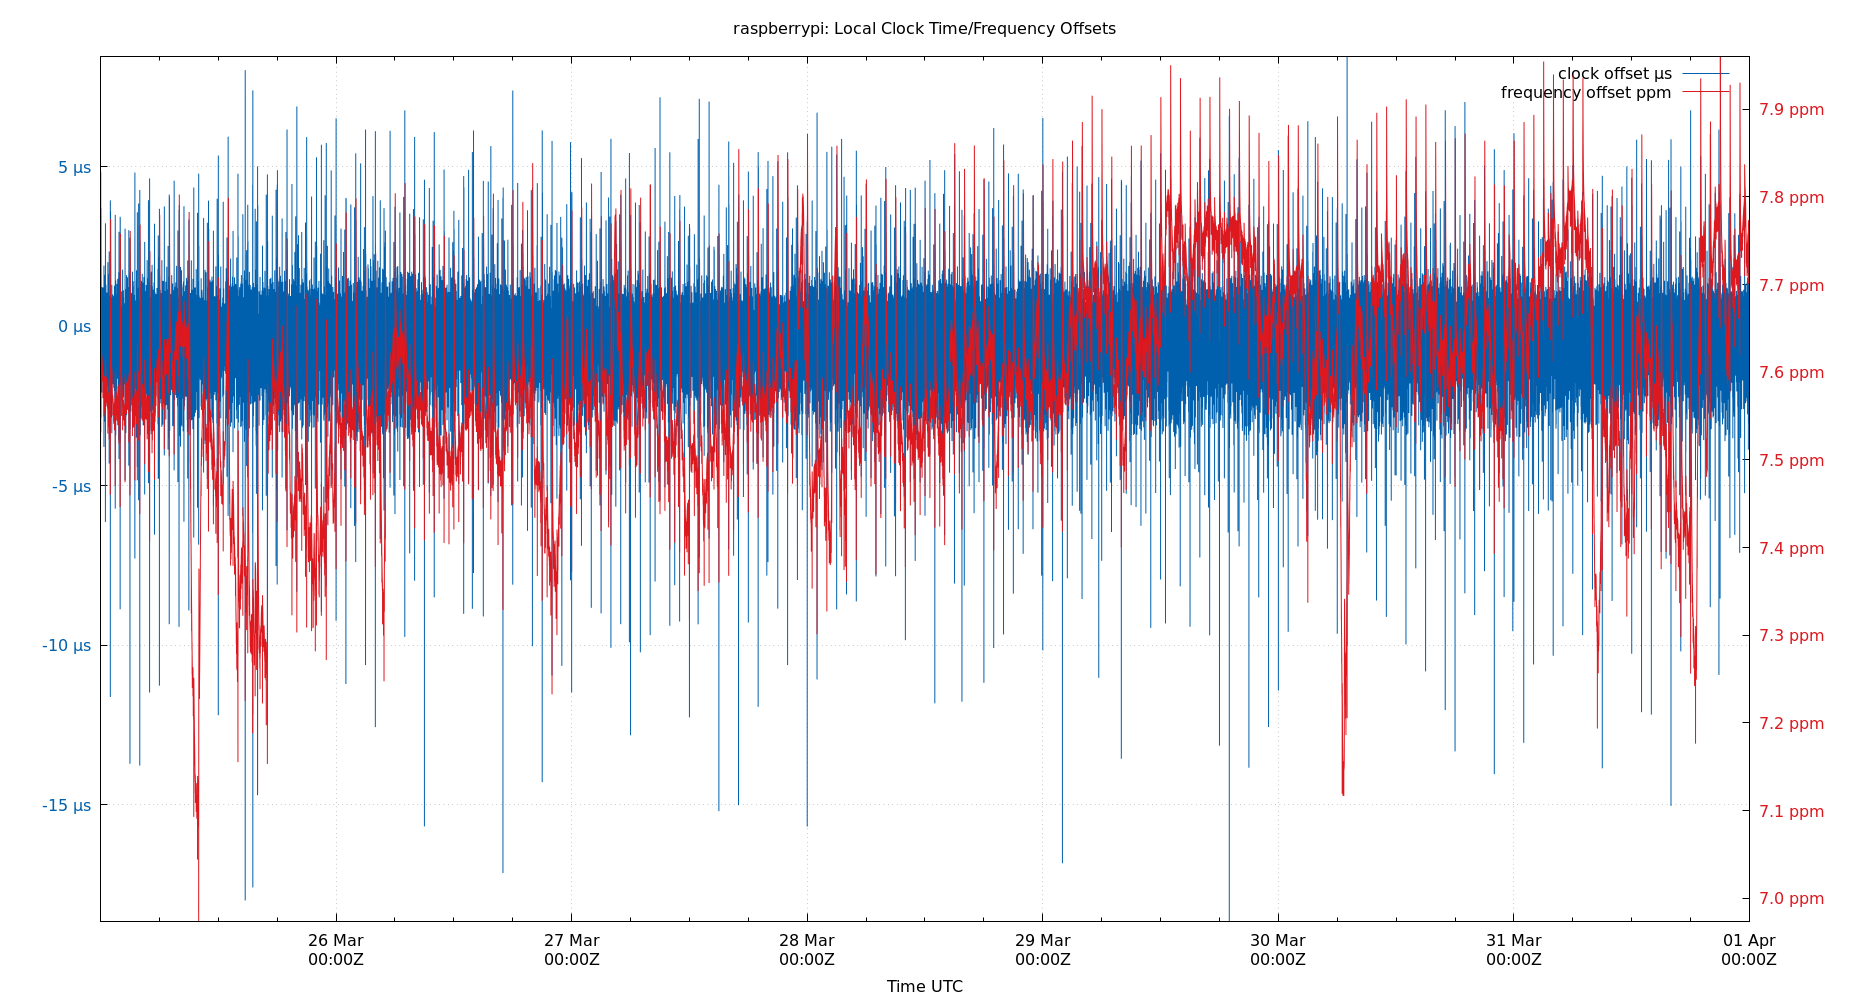 raspberrypi: Local Clock Time/Frequency Offsets
clock offset µs
frequency offset ppm
5 µs
0 µs
-5 µs
-10 µs
-15 µs
7.9 ppm
7.8 ppm
7.7 ppm
7.6 ppm
7.5 ppm
7.4 ppm
7.3 ppm
7.2 ppm
7.1 ppm
7.0 ppm
26 Mar
00:00Z
27 Mar
00:00Z
28 Mar
00:00Z
29 Mar
00:00Z
30 Mar
00:00Z
31 Mar
00:00Z
01 Apr
00:00Z
Time UTC